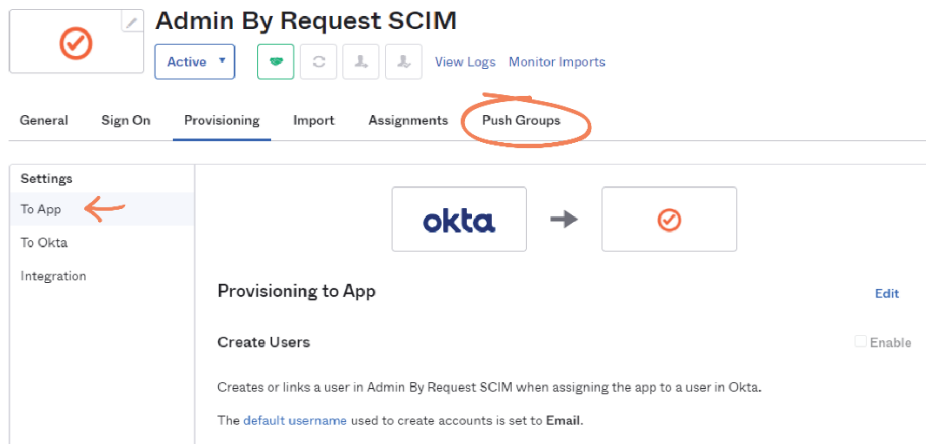 Admin By Request SCIM
Active
View Logs Monitor Imports
General Sign On Provisioning Import Assignments Push Groups
Settings
To App
To Okta
Integration
okta
Provisioning to App
Edit
Create Users
Enable
Creates or links a user in Admin By Request SCIM when assigning the app to a user in Okta.
The default username used to create accounts is set to Email.